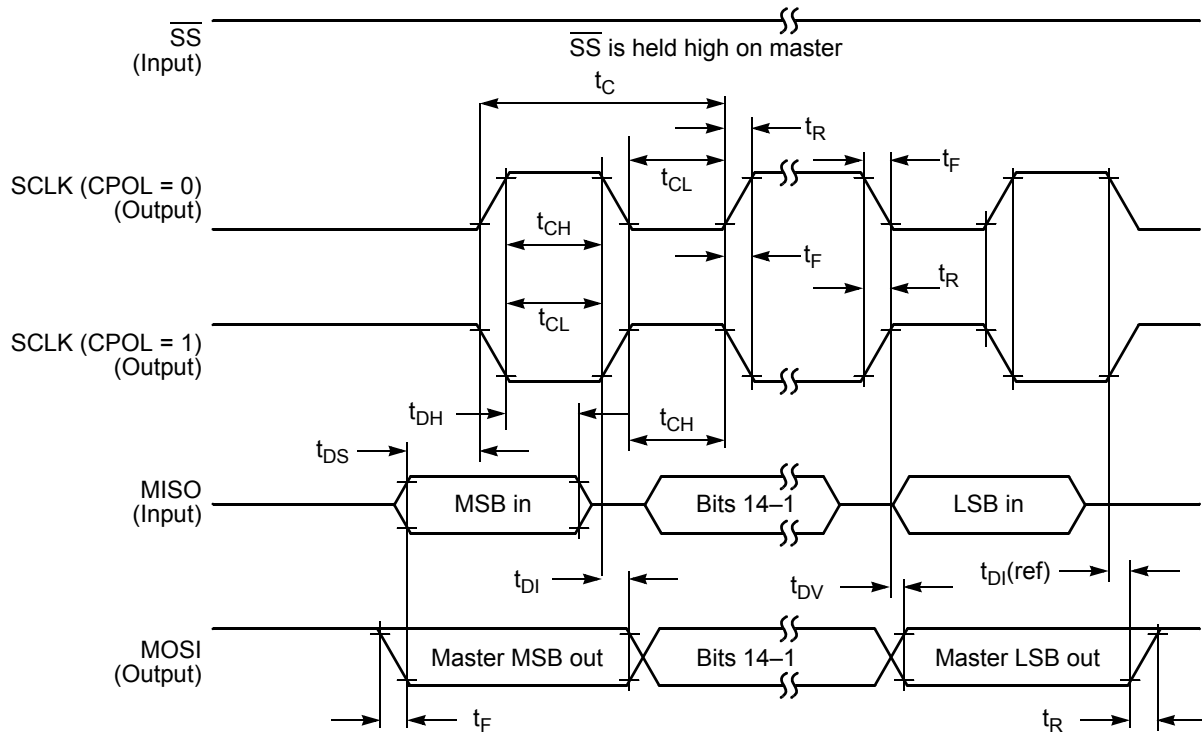 SS
(Input)
SS is held high on master
tC
tR
tF
SCLK (CPOL = 0)
(Output)
tCL
tCH
tF
tR
tCL
SCLK (CPOL = 1)
(Output)
tDH
tCH
tDS
MISO
(Input)
MSB in
Bits 14–1
LSB in
tDI
tDV
tDI(ref)
MOSI
(Output)
Master MSB out
Bits 14–1
Master LSB out
tF
tR